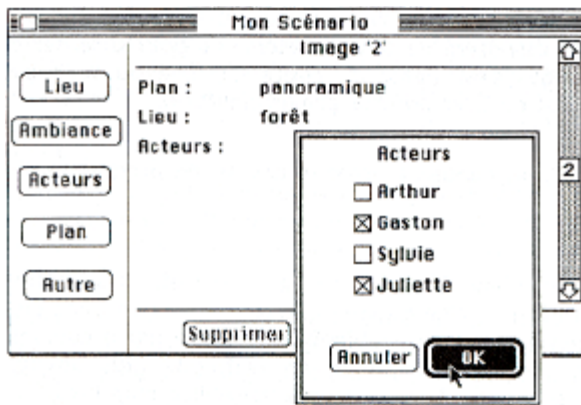 Mon Scénario
Image '2'
Lieu
Ambiance
Acteurs
Plan
Autre
Plan : panoramique
Lieu : forêt
Acteurs :
2
Supprimer
Acteurs
Arthur
Gaston
Sylvie
Juliette
Annuler OK